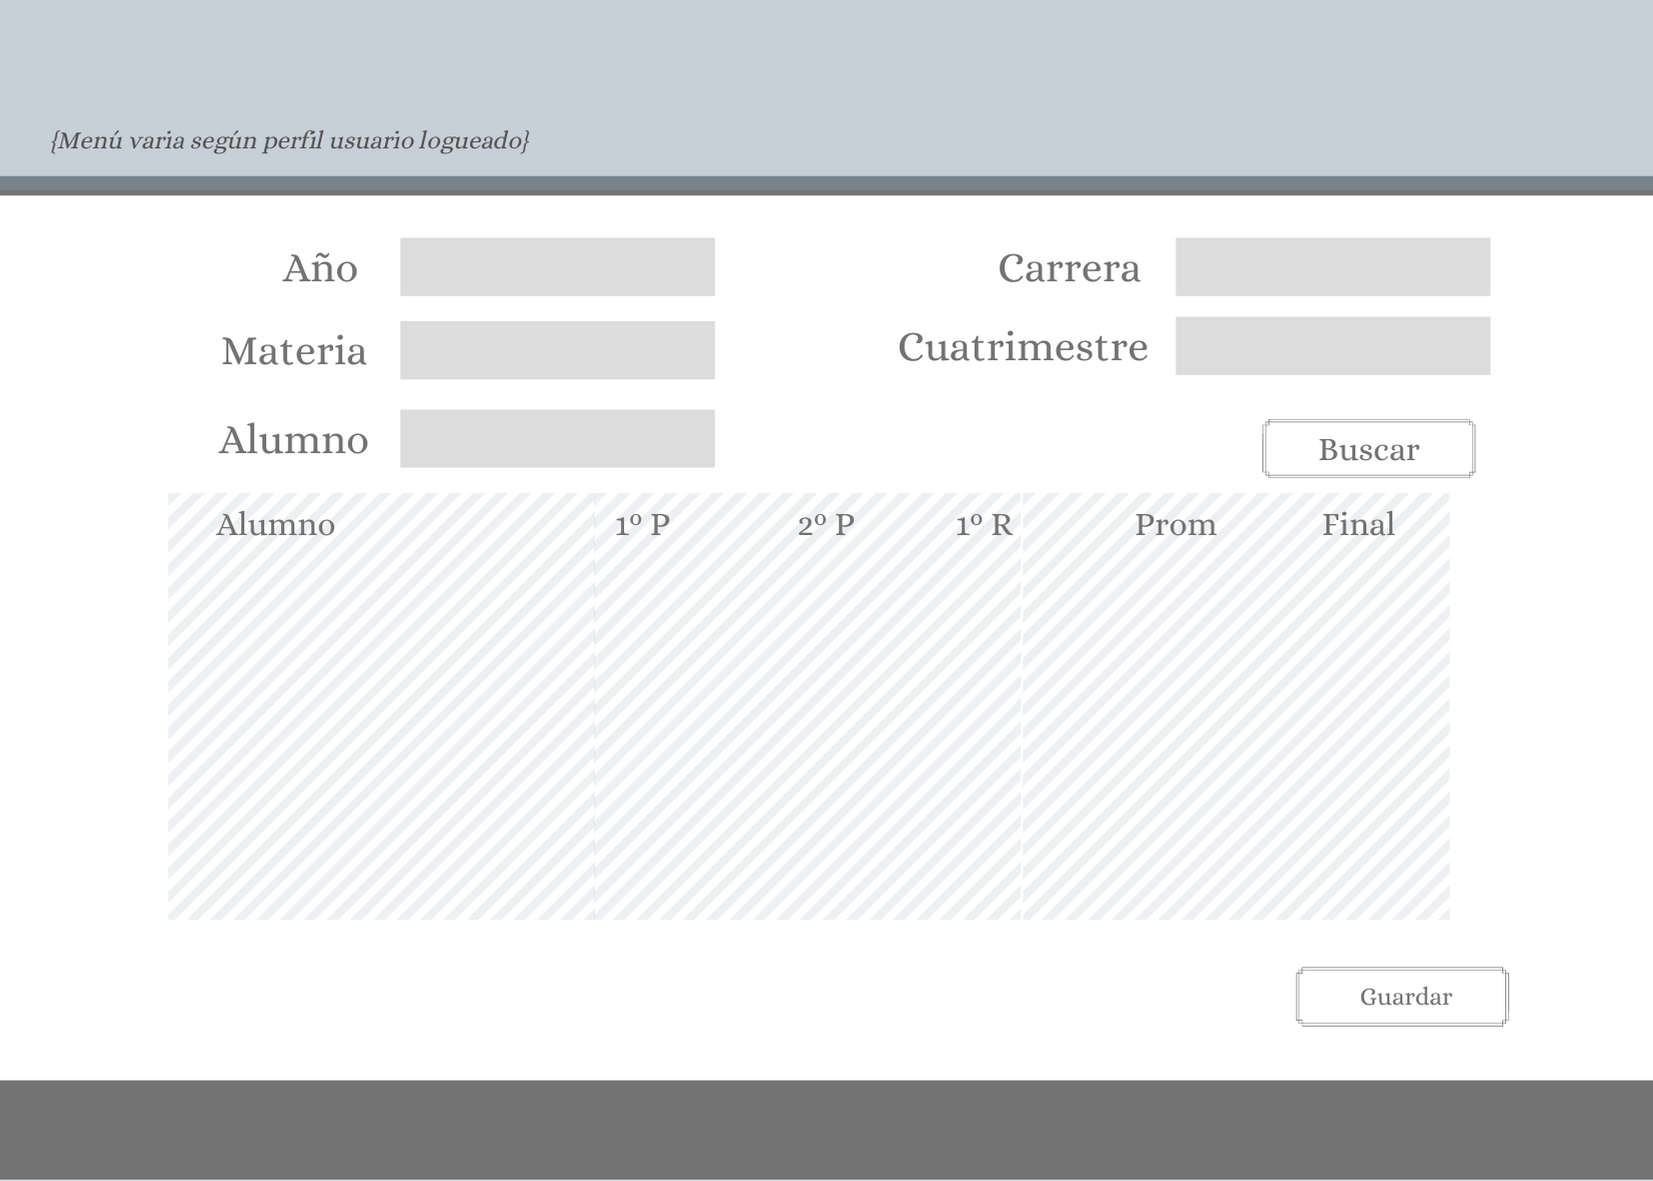 {Menú varia según perfil usuario logueado}
Año
Carrera
Materia
Cuatrimestre
Alumno
Buscar
Alumno 1º P 2º P 1º R Prom Final
Guardar